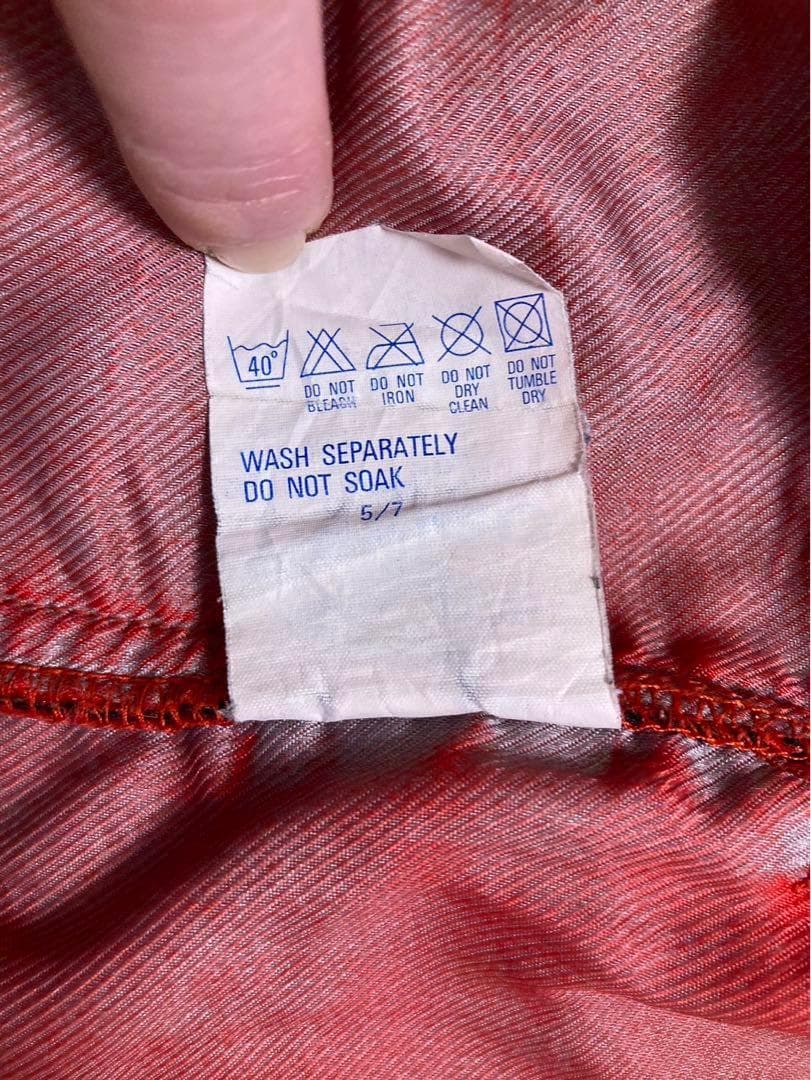 40°
DO NOT
BLEACH
DO NOT
IRON
DO NOT
DRY
CLEAN
DO NOT
TUMBLE
DRY
WASH SEPARATELY
DO NOT SOAK
5/7